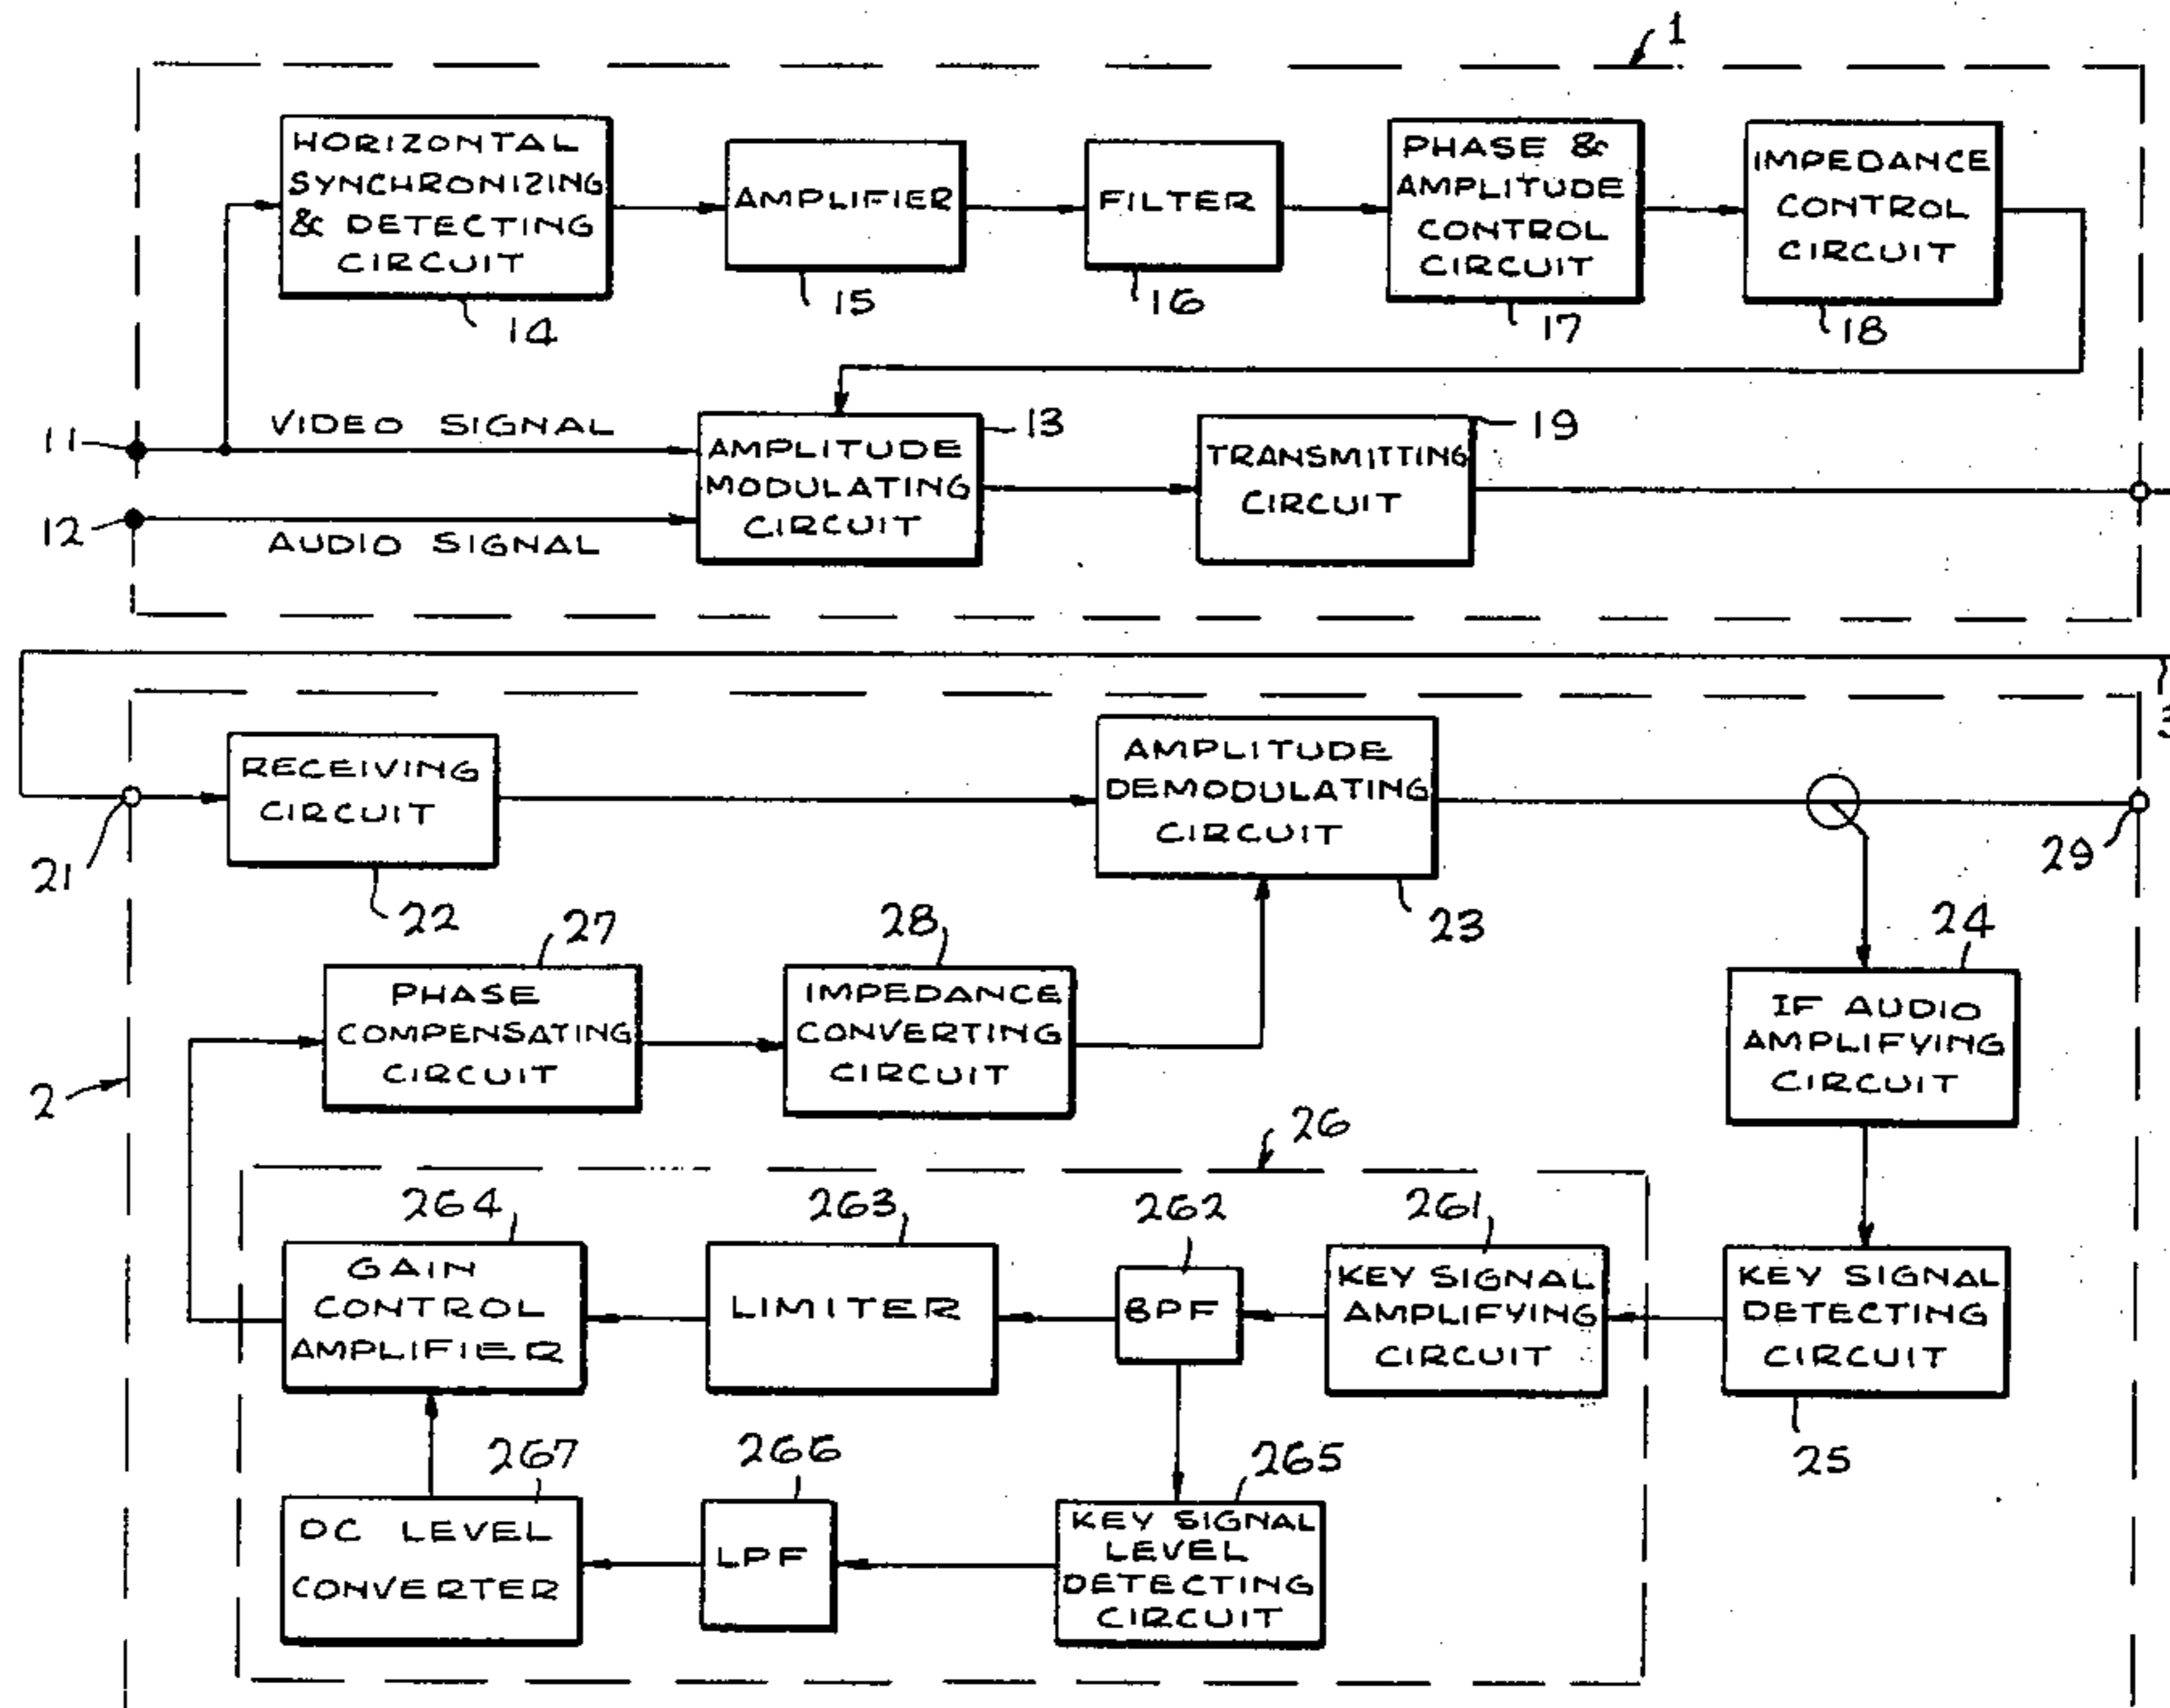 1
HORIZONTAL
SYNCHRONIZING
& DETECTING
CIRCUIT
14
AMPLIFIER
15
FILTER
16
PHASE &
AMPLITUDE
CONTROL
CIRCUIT
17
IMPEDANCE
CONTROL
CIRCUIT
18
11
VIDEO SIGNAL
12
AUDIO SIGNAL
AMPLITUDE
MODULATING
CIRCUIT
13
TRANSMITTING
CIRCUIT
19
21
RECEIVING
CIRCUIT
22
AMPLITUDE
DEMODULATING
CIRCUIT
23
29
24
IF AUDIO
AMPLIFYING
CIRCUIT
27
PHASE
COMPENSATING
CIRCUIT
28
IMPEDANCE
CONVERTING
CIRCUIT
2
26
264
GAIN
CONTROL
AMPLIFIER
263
LIMITER
262
BPF
261
KEY SIGNAL
AMPLIFYING
CIRCUIT
KEY SIGNAL
DETECTING
CIRCUIT
25
267
DC LEVEL
CONVERTER
266
LPF
265
KEY SIGNAL
LEVEL
DETECTING
CIRCUIT